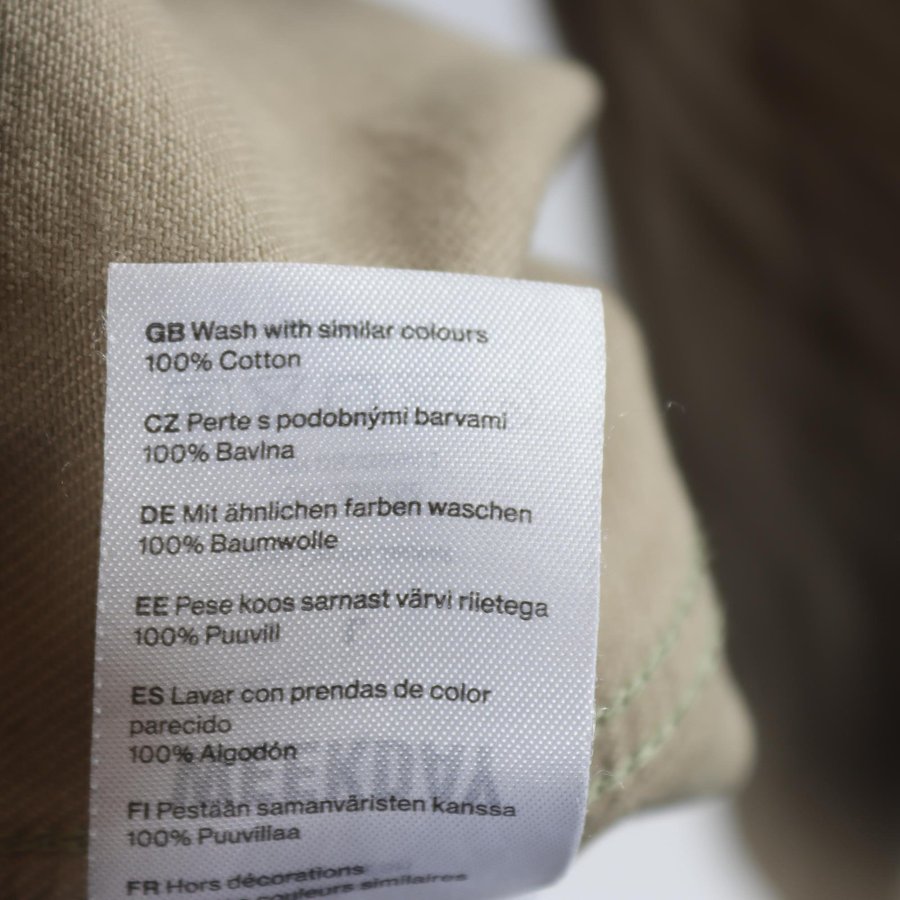 GB Wash with similar colours
100% Cotton
CZ Perte s podobnými barvami
100% Bavlna
DE Mit ähnlichen farben waschen
100% Baumwolle
EE Pese koos sarnast värvi riietega
100% Puuvill
ES Lavar con prendas de color
parecido
100% Algodón
FI Pestään samanväristen kanssa
100% Puuvillaa
FR Hors décorations
couleurs similaires